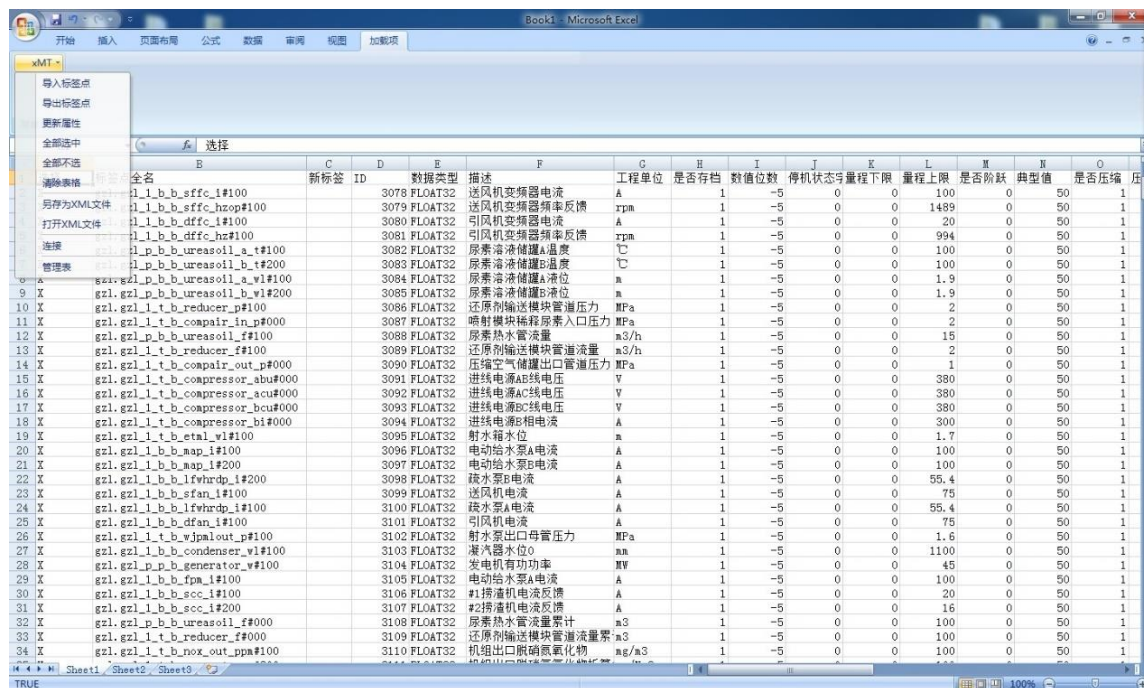 Book1 - Microsoft Excel
开始 插入 页面布局 公式 数据 审阅 视图 加载项
xMT
导入标签点
导出标签点
更新属性
全部选中
全部不选
清除表格
另存为XML文件
打开XML文件
连接
管理表
fx 选择
B C D E F G H I J K L M N O
全名 新标签 ID 数据类型 描述 工程单位 是否存档 数值位数 停机状态字 量程下限 量程上限 是否阶跃 典型值 是否压缩 压
l_1_b_b_sffc_i#100 3078 FLOAT32 送风机变频器电流 A 1 -5 0 0 100 0 50 1
l_1_b_b_sffc_hzop#100 3079 FLOAT32 送风机变频器频率反馈 rpm 1 -5 0 0 1489 0 50 1
l_1_b_b_dffc_i#100 3080 FLOAT32 引风机变频器电流 A 1 -5 0 0 20 0 50 1
l_1_b_b_dffc_hz#100 3081 FLOAT32 引风机变频器频率反馈 rpm 1 -5 0 0 994 0 50 1
l_p_b_b_ureasoil_a_t#100 3082 FLOAT32 尿素溶液储罐A温度 ℃ 1 -5 0 0 100 0 50 1
l_p_b_b_ureasoil_b_t#200 3083 FLOAT32 尿素溶液储罐B温度 ℃ 1 -5 0 0 100 0 50 1
X gzl.gzl_p_b_b_ureasoil_a_wl#100 3084 FLOAT32 尿素溶液储罐A液位 m 1 -5 0 0 1.9 0 50 1
9 X gzl.gzl_p_b_b_ureasoil_b_wl#200 3085 FLOAT32 尿素溶液储罐B液位 m 1 -5 0 0 1.9 0 50 1
10 X gzl.gzl_1_t_b_reducer_p#100 3086 FLOAT32 还原剂输送模块管道压力 MPa 1 -5 0 0 2 0 50 1
11 X gzl.gzl_1_t_b_compair_in_p#000 3087 FLOAT32 喷射模块稀释尿素入口压力 MPa 1 -5 0 0 2 0 50 1
12 X gzl.gzl_p_b_b_ureasoil_f#100 3088 FLOAT32 尿素热水管流量 m3/h 1 -5 0 0 15 0 50 1
13 X gzl.gzl_1_t_b_reducer_f#100 3089 FLOAT32 还原剂输送模块管道流量 m3/h 1 -5 0 0 2 0 50 1
14 X gzl.gzl_1_t_b_compair_out_p#000 3090 FLOAT32 压缩空气储罐出口管道压力 MPa 1 -5 0 0 1 0 50 1
15 X gzl.gzl_1_t_b_compressor_abu#000 3091 FLOAT32 进线电源AB线电压 V 1 -5 0 0 380 0 50 1
16 X gzl.gzl_1_t_b_compressor_acu#000 3092 FLOAT32 进线电源AC线电压 V 1 -5 0 0 380 0 50 1
17 X gzl.gzl_1_t_b_compressor_bcu#000 3093 FLOAT32 进线电源BC线电压 V 1 -5 0 0 380 0 50 1
18 X gzl.gzl_1_t_b_compressor_bi#000 3094 FLOAT32 进线电源B相电流 A 1 -5 0 0 300 0 50 1
19 X gzl.gzl_1_t_b_etml_wl#100 3095 FLOAT32 射水箱水位 m 1 -5 0 0 1.7 0 50 1
20 X gzl.gzl_1_b_b_map_i#100 3096 FLOAT32 电动给水泵A电流 A 1 -5 0 0 100 0 50 1
21 X gzl.gzl_1_b_b_map_i#200 3097 FLOAT32 电动给水泵B电流 A 1 -5 0 0 100 0 50 1
22 X gzl.gzl_1_b_b_lfwhrdp_i#200 3098 FLOAT32 疏水泵B电流 A 1 -5 0 0 55.4 0 50 1
23 X gzl.gzl_1_b_b_sfan_i#100 3099 FLOAT32 送风机电流 A 1 -5 0 0 75 0 50 1
24 X gzl.gzl_1_b_b_lfwhrdp_i#100 3100 FLOAT32 疏水泵A电流 A 1 -5 0 0 55.4 0 50 1
25 X gzl.gzl_1_b_b_dfan_i#100 3101 FLOAT32 引风机电流 A 1 -5 0 0 75 0 50 1
26 X gzl.gzl_1_t_b_wjpmlout_p#100 3102 FLOAT32 射水泵出口母管压力 MPa 1 -5 0 0 1.6 0 50 1
27 X gzl.gzl_1_b_b_condenser_wl#100 3103 FLOAT32 凝汽器水位0 mm 1 -5 0 0 1100 0 50 1
28 X gzl.gzl_p_p_b_generator_w#100 3104 FLOAT32 发电机有功功率 MW 1 -5 0 0 45 0 50 1
29 X gzl.gzl_1_b_b_fpm_i#100 3105 FLOAT32 电动给水泵A电流 A 1 -5 0 0 100 0 50 1
30 X gzl.gzl_1_b_b_scc_i#100 3106 FLOAT32 #1捞渣机电流反馈 A 1 -5 0 0 20 0 50 1
31 X gzl.gzl_1_b_b_scc_i#200 3107 FLOAT32 #2捞渣机电流反馈 A 1 -5 0 0 16 0 50 1
32 X gzl.gzl_p_b_b_ureasoil_f#000 3108 FLOAT32 尿素热水管流量累计 m3 1 -5 0 0 100 0 50 1
33 X gzl.gzl_1_t_b_reducer_f#000 3109 FLOAT32 还原剂输送模块管道流量累 m3 1 -5 0 0 100 0 50 1
34 X gzl.gzl_1_t_b_nox_out_ppm#100 3110 FLOAT32 机组出口脱硝氮氧化物 mg/m3 1 -5 0 0 100 0 50 1
Sheet1 Sheet2 Sheet3
TRUE 100%